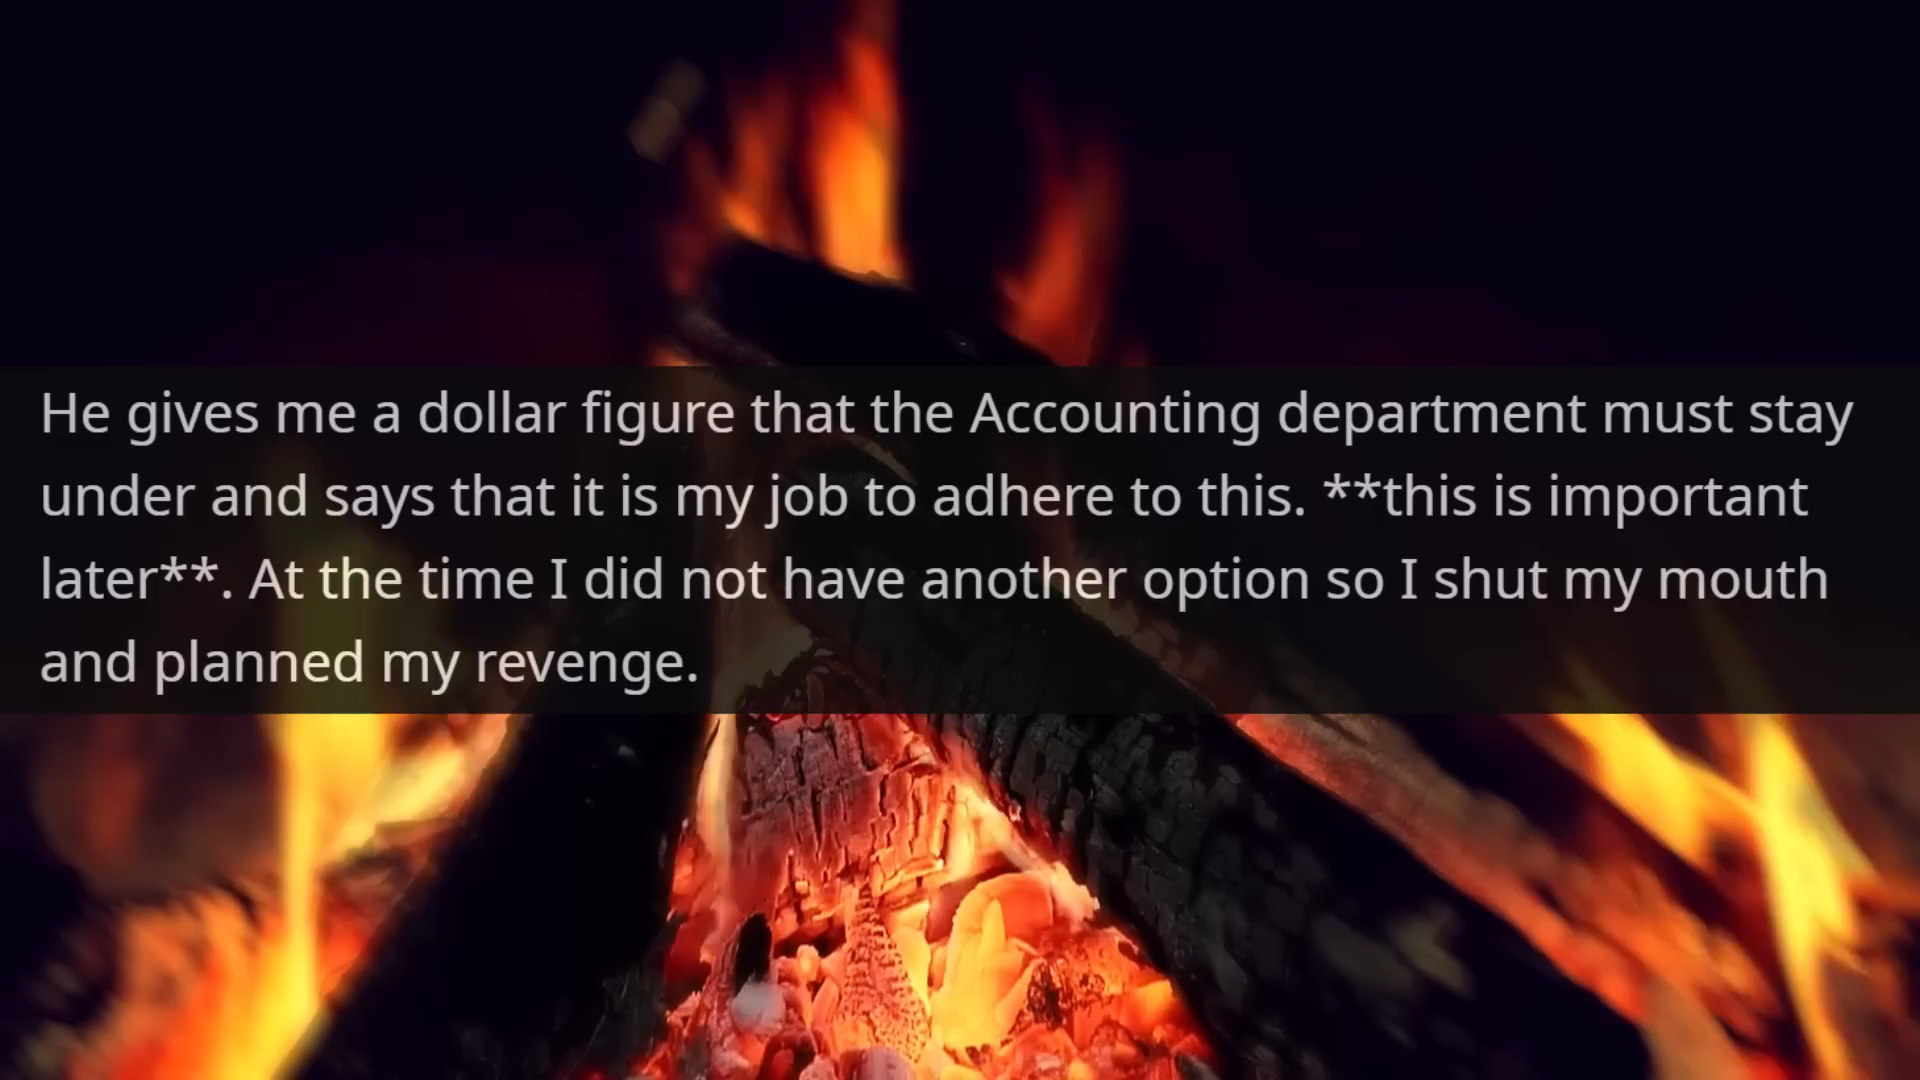 He gives me a dollar figure that the Accounting department must stay
under and says that it is my job to adhere to this. **this is important
later**. At the time I did not have another option so I shut my mouth
and planned my revenge.